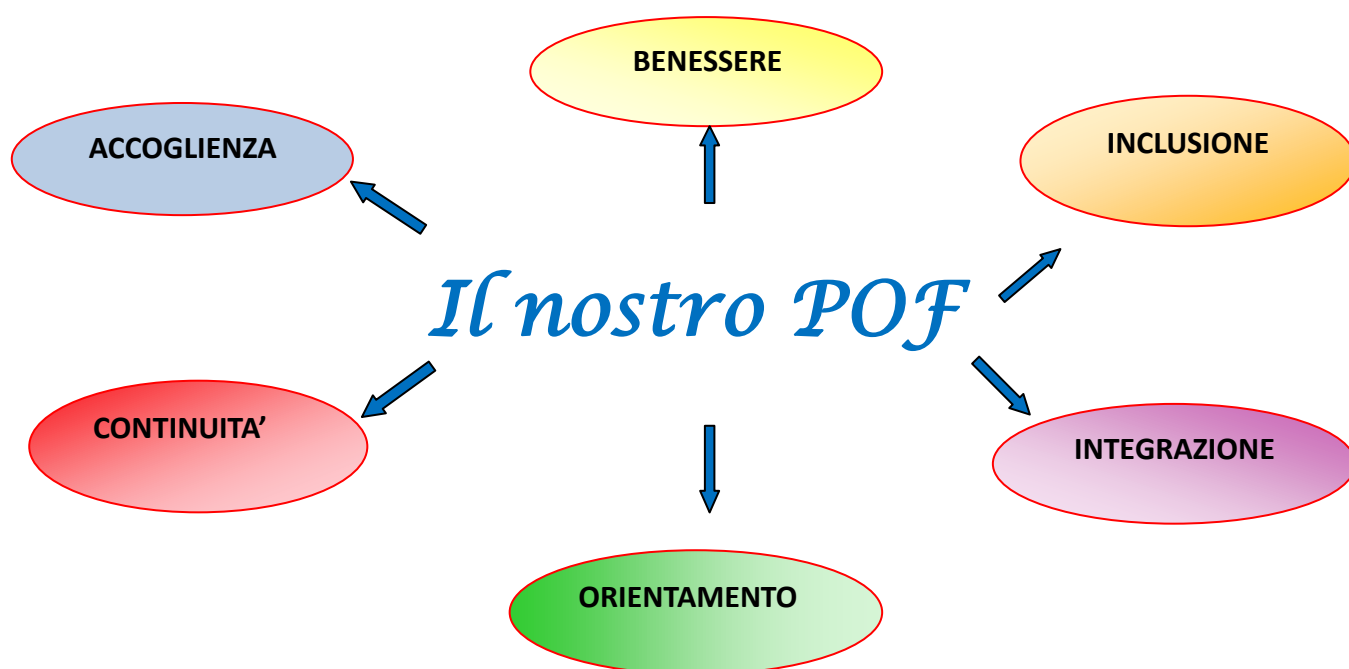 BENESSERE
ACCOGLIENZA
INCLUSIONE
Il nostro POF
CONTINUITA’
INTEGRAZIONE
ORIENTAMENTO